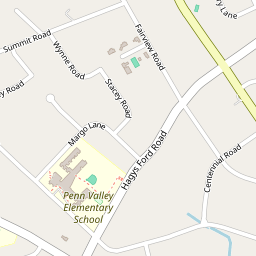 y Lane
Summit Road
Fairview Road
Wynne Road
Stacey Road
y Road
Margo Lane
Hagys Ford Road
Centennial Road
Penn Valley
Elementary
School